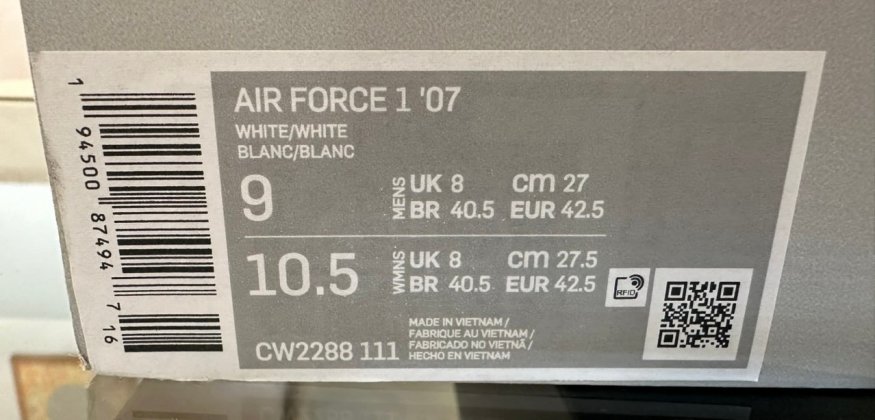 1 94500 87494 7 16
AIR FORCE 1 '07
WHITE/WHITE
BLANC/BLANC
9
MENS
UK 8 cm 27
BR 40.5 EUR 42.5
10.5
WMNS
UK 8 cm 27.5
BR 40.5 EUR 42.5
RFID
CW2288 111
MADE IN VIETNAM /
FABRIQUE AU VIETNAM /
FABRICADO NO VIETNÃ /
HECHO EN VIETNAM